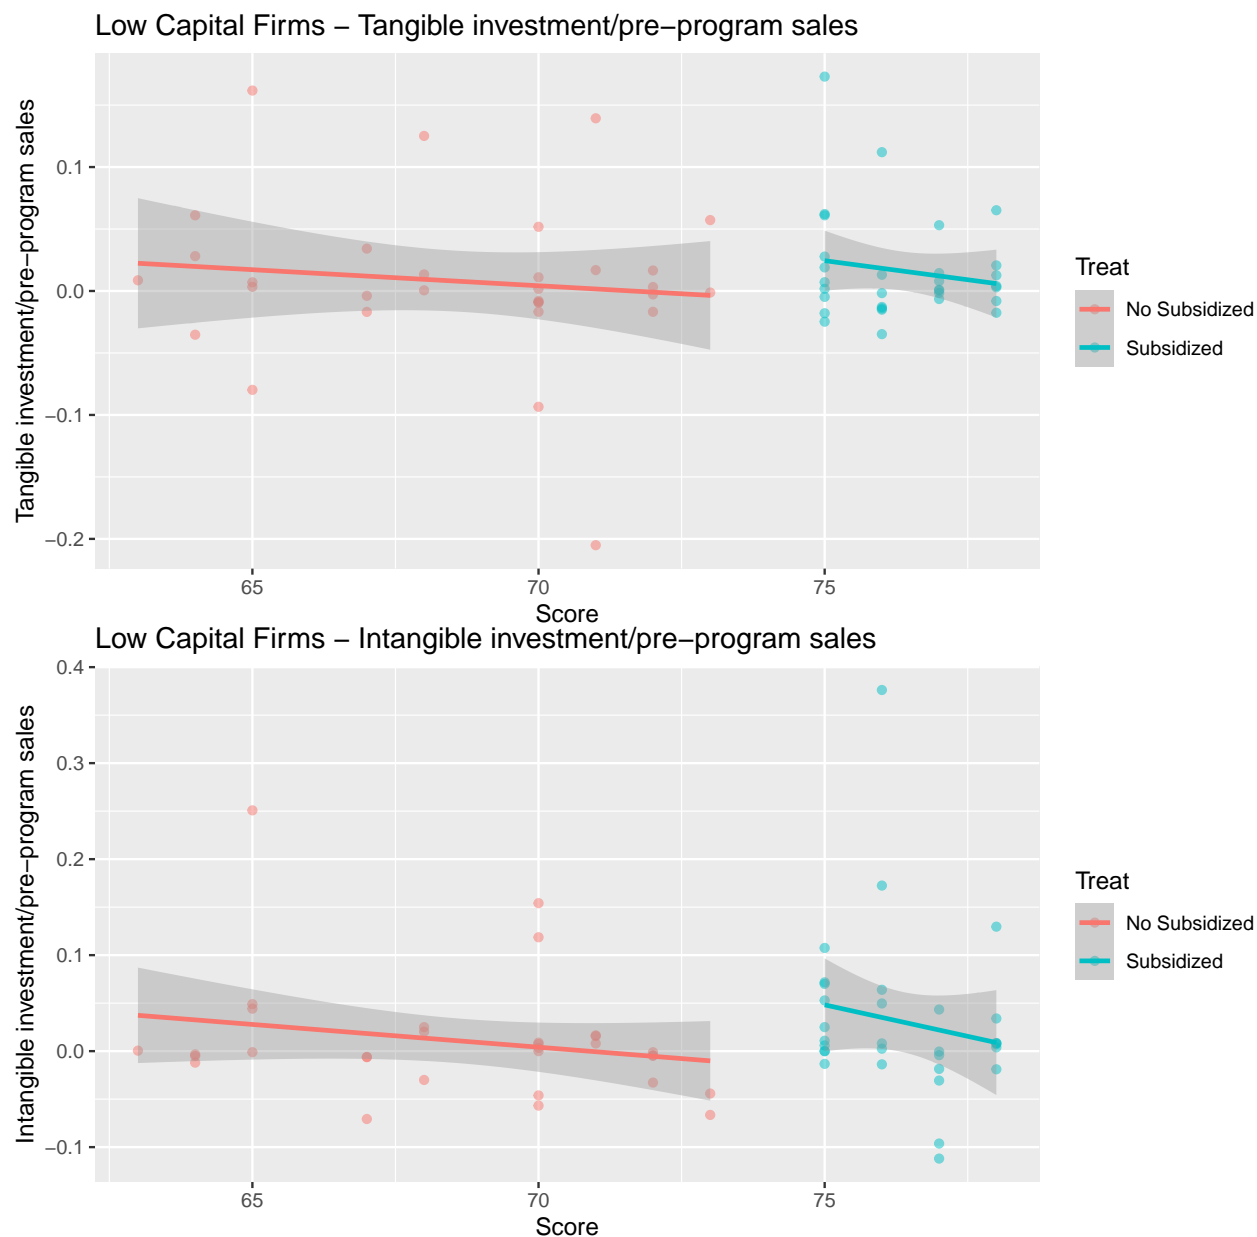 Low Capital Firms − Tangible investment/pre−program sales
Tangible investment/pre−program sales
0.1
0.0
−0.1
−0.2
65
70
75
Score
Treat
No Subsidized
Subsidized
Low Capital Firms − Intangible investment/pre−program sales
Intangible investment/pre−program sales
0.4
0.3
0.2
0.1
0.0
−0.1
65
70
75
Score
Treat
No Subsidized
Subsidized